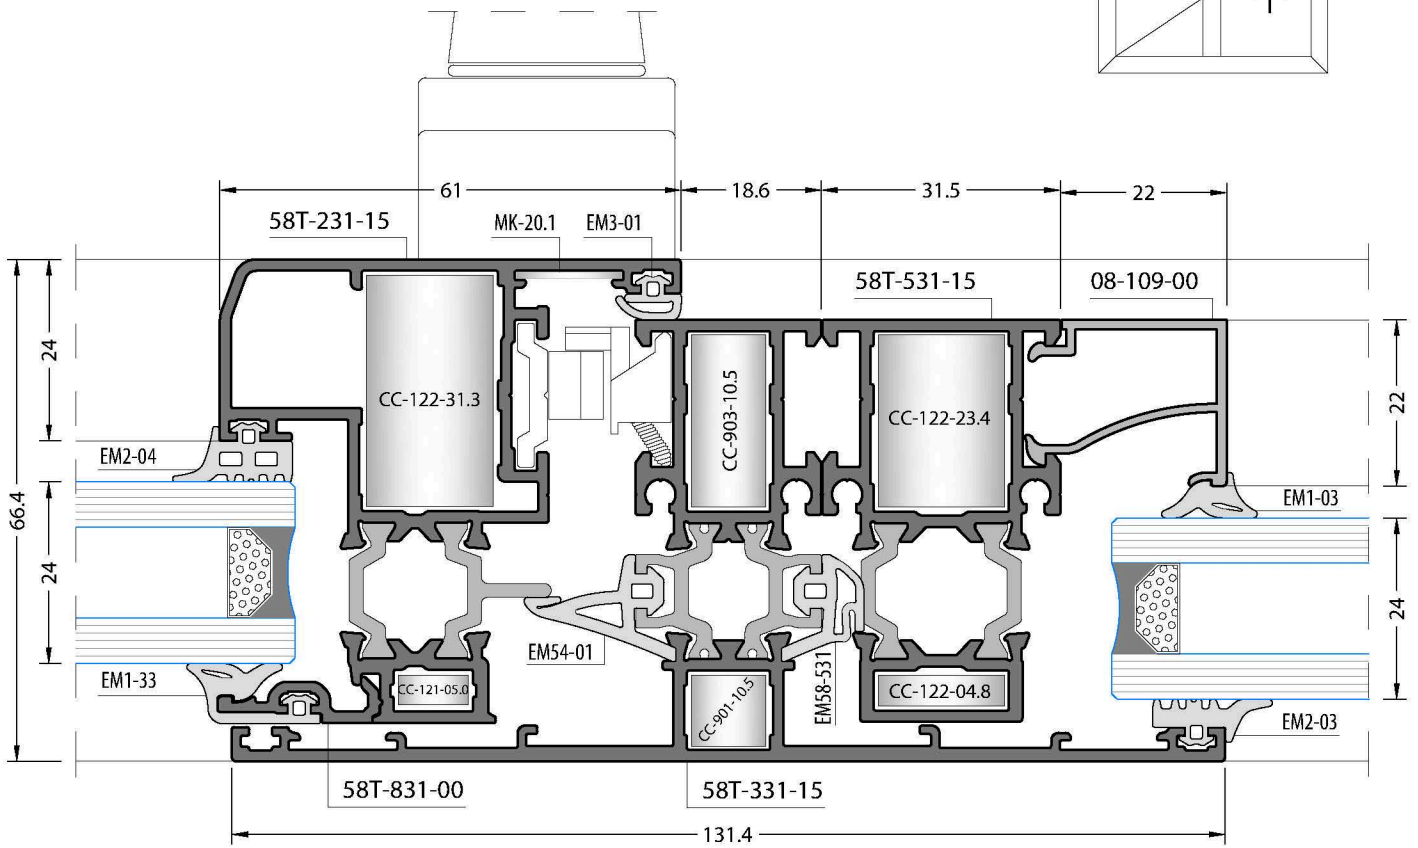 61
18.6
31.5
22
58T-231-15
MK-20.1
EM3-01
58T-531-15
08-109-00
24
22
CC-122-31.3
CC-903-10.5
CC-122-23.4
EM2-04
EM1-03
66.4
24
24
EM54-01
EM1-33
CC-121-05.0
CC-901-10.5
EM58-531
CC-122-04.8
EM2-03
58T-831-00
58T-331-15
131.4